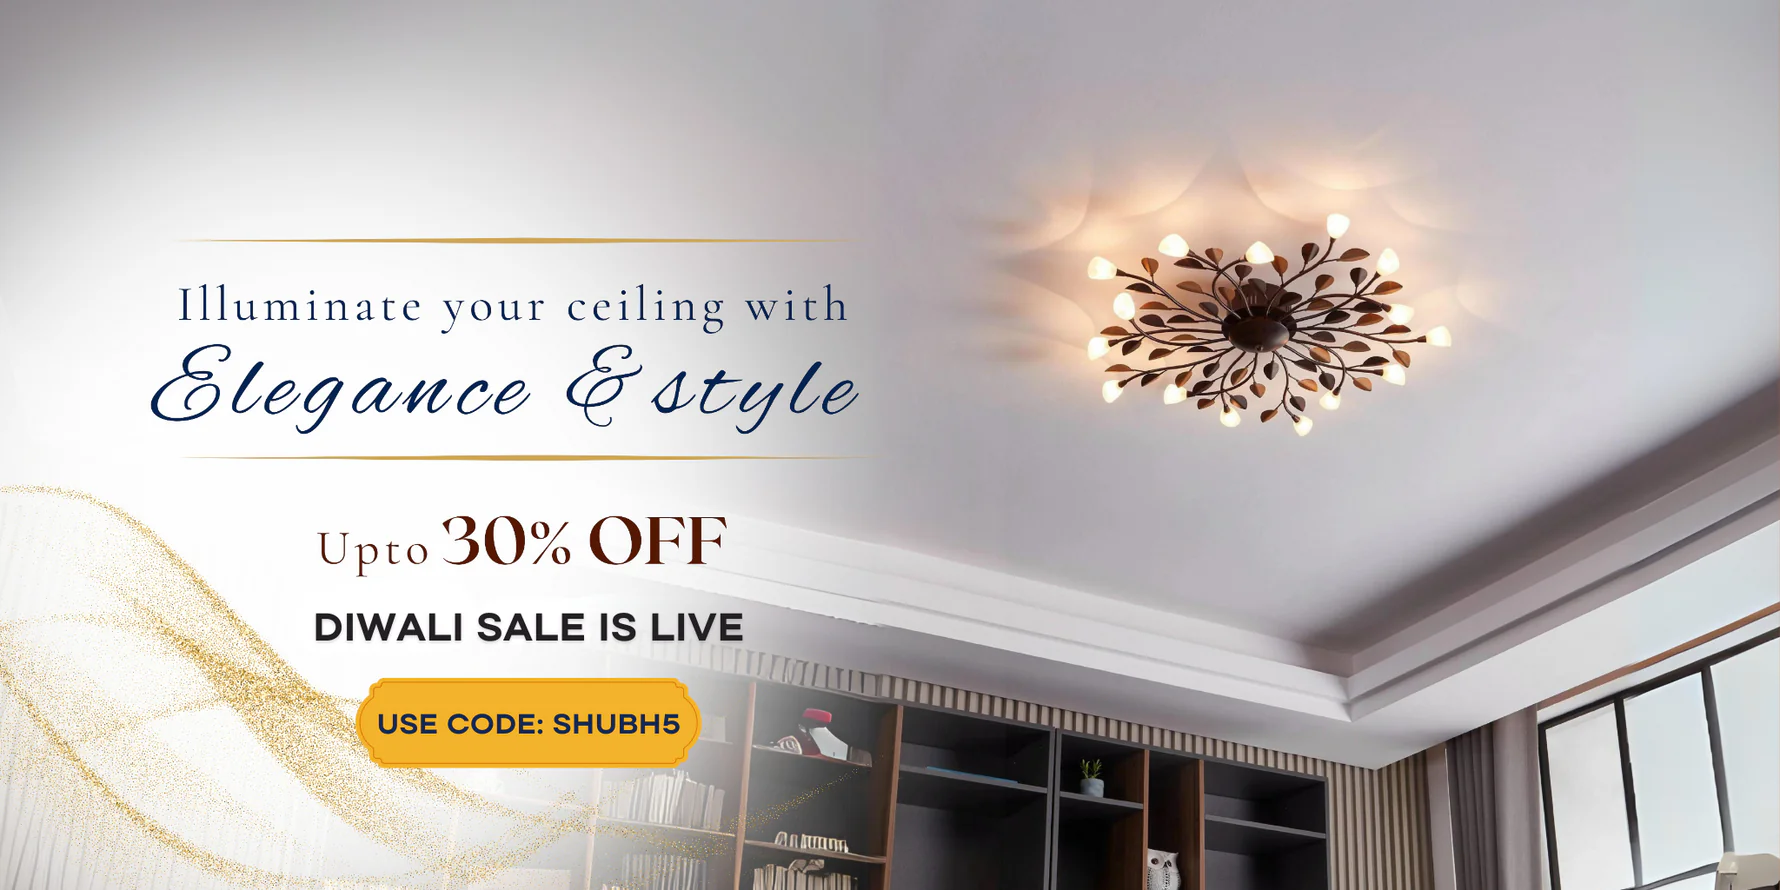 Illuminate your ceiling with
Elegance & style
Upto 30% OFF
DIWALI SALE IS LIVE
USE CODE: SHUBH5